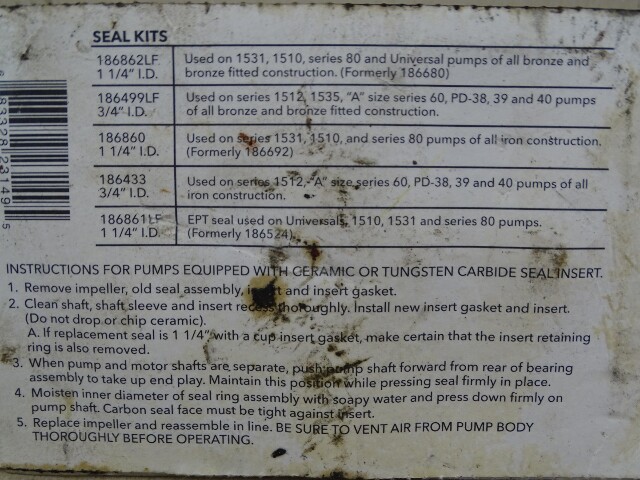 SEAL KITS
186862LF Used on 1531, 1510, series 80 and Universal pumps of all bronze and
1 1/4" I.D. bronze fitted construction. (Formerly 186680)
186499LF Used on series 1512, 1535, "A" size series 60, PD-38, 39 and 40 pumps
3/4" I.D. of all bronze and bronze fitted construction.
186860 Used on series 1531, 1510, and series 80 pumps of all iron construction.
1 1/4" I.D. (Formerly 186692)
186433 Used on series 1512, "A" size series 60, PD-38, 39 and 40 pumps of all
3/4" I.D. iron construction.
186861LF EPT seal used on Universals, 1510, 1531 and series 80 pumps.
1 1/4" I.D. (Formerly 186524)
INSTRUCTIONS FOR PUMPS EQUIPPED WITH CERAMIC OR TUNGSTEN CARBIDE SEAL INSERT.
1. Remove impeller, old seal assembly, insert and insert gasket.
2. Clean shaft, shaft sleeve and insert recess thoroughly. Install new insert gasket and insert.
(Do not drop or chip ceramic).
A. If replacement seal is 1 1/4" with a cup insert gasket, make certain that the insert retaining
ring is also removed.
3. When pump and motor shafts are separate, push pump shaft forward from rear of bearing
assembly to take up end play. Maintain this position while pressing seal firmly in place.
4. Moisten inner diameter of seal ring assembly with soapy water and press down firmly on
pump shaft. Carbon seal face must be tight against insert.
5. Replace impeller and reassemble in line. BE SURE TO VENT AIR FROM PUMP BODY
THOROUGHLY BEFORE OPERATING.